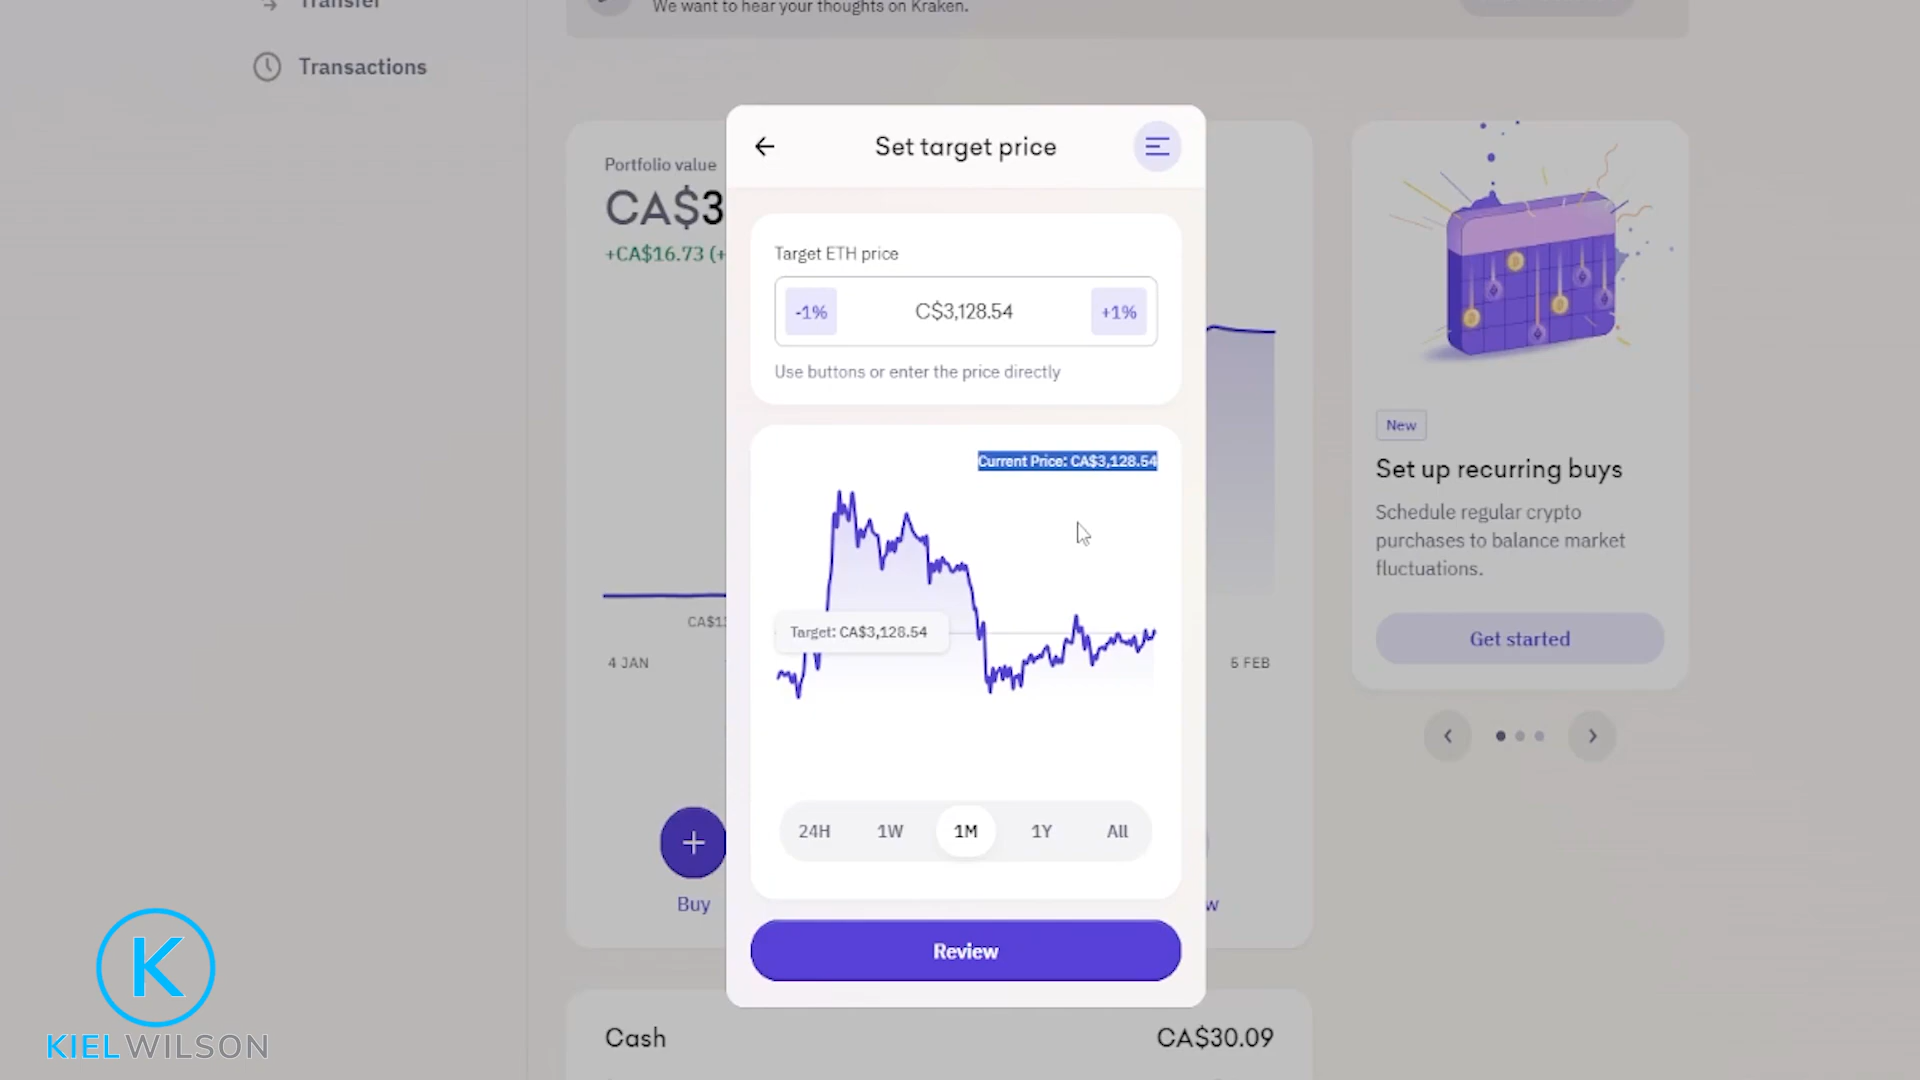 Transfer
We want to hear your thoughts on Kraken.
Transactions
Portfolio value
CA$3
+CA$16.73 (+
CA$1
4 JAN
6 FEB
Buy
w
Cash
CA$30.09
Set target price
Target ETH price
-1%
C$3,128.54
+1%
Use buttons or enter the price directly
Current Price: CA$3,128.54
Target: CA$3,128.54
24H
1W
1M
1Y
All
Review
New
Set up recurring buys
Schedule regular crypto
purchases to balance market
fluctuations.
Get started
K
KIELWILSON